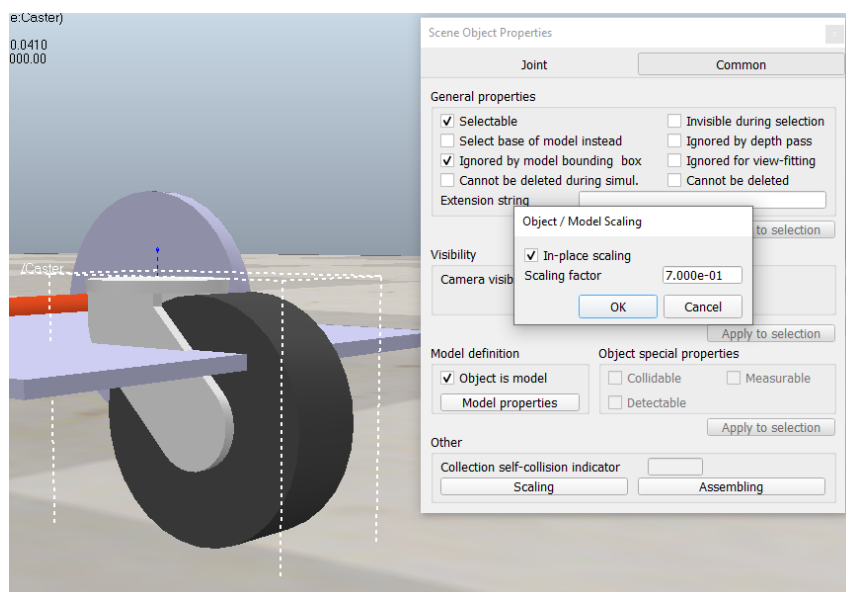 e:Caster)
0.0410
000.00
/Caster
Scene Object Properties
Joint Common
General properties
Selectable Invisible during selection
Select base of model instead Ignored by depth pass
Ignored by model bounding box Ignored for view-fitting
Cannot be deleted during simul. Cannot be deleted
Extension string
to selection
Object / Model Scaling
In-place scaling
Scaling factor 7.000e-01
OK Cancel
Visibility
Camera visib
Apply to selection
Model definition Object special properties
Object is model Collidable Measurable
Model properties Detectable
Apply to selection
Other
Collection self-collision indicator
Scaling Assembling